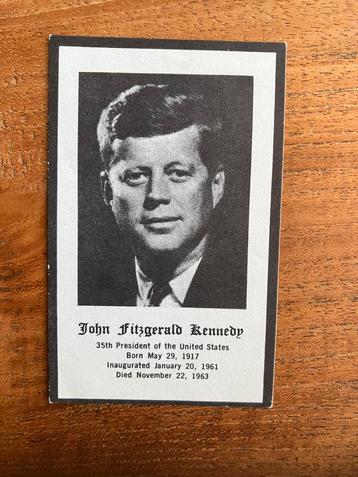 John Fitzgerald Kennedy
35th President of the United States
Born May 29, 1917
Inaugurated January 20, 1961
Died November 22, 1963